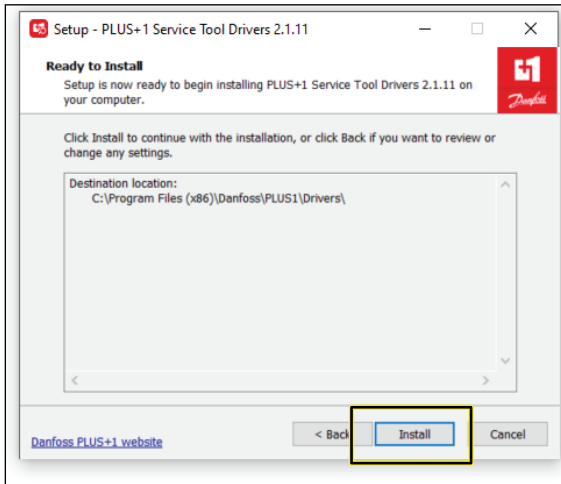 Setup - PLUS+1 Service Tool Drivers 2.1.11
Ready to Install
Setup is now ready to begin installing PLUS+1 Service Tool Drivers 2.1.11 on
your computer.
Danfoss
Click Install to continue with the installation, or click Back if you want to review or
change any settings.
Destination location:
C:\Program Files (x86)\Danfoss\PLUS1\Drivers\
< Back
Install
Cancel
Danfoss PLUS+1 website